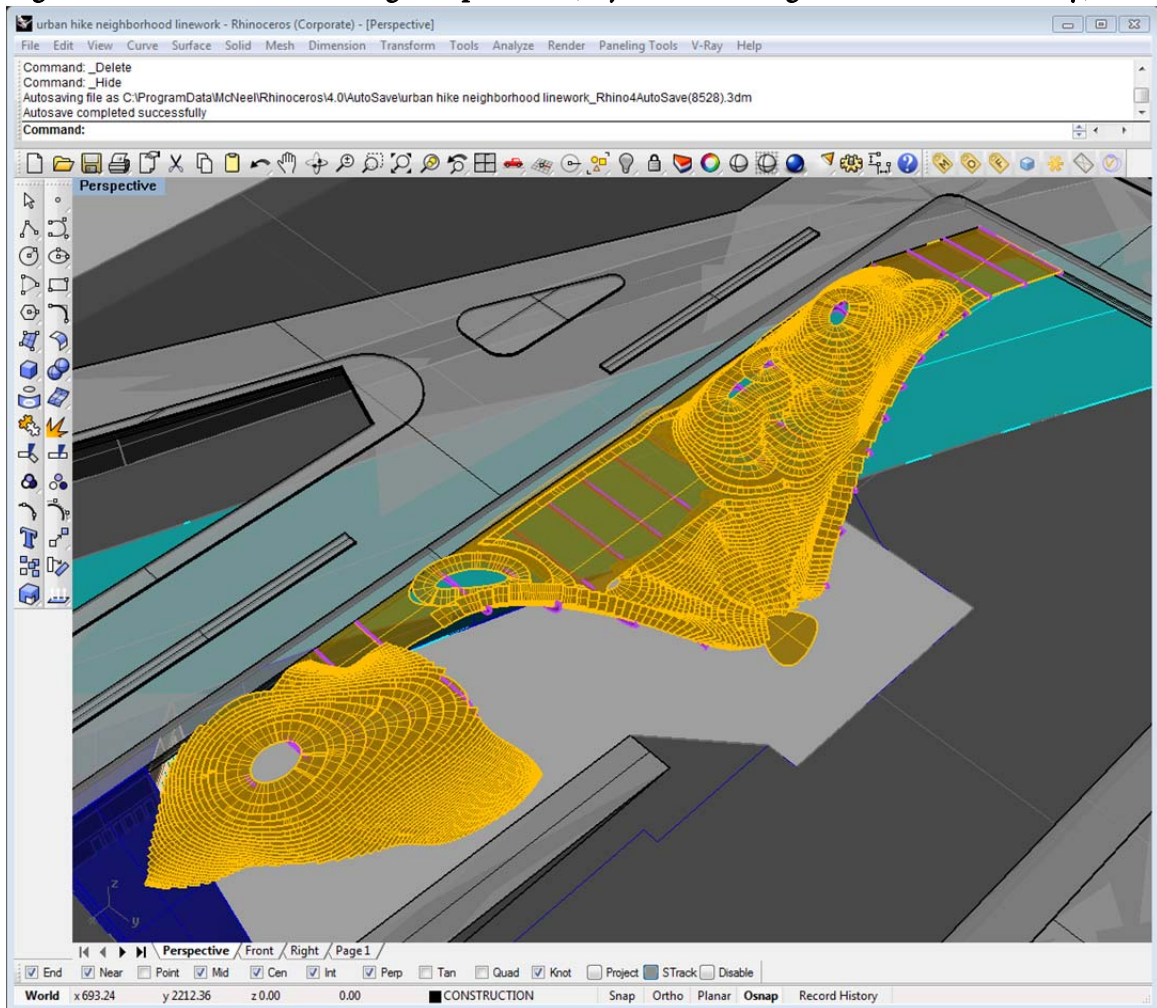 urban hike neighborhood linework - Rhinoceros (Corporate) - [Perspective]
File Edit View Curve Surface Solid Mesh Dimension Transform Tools Analyze Render Paneling Tools V-Ray Help
Command: _Delete
Command: _Hide
Autosaving file as C:\ProgramData\McNeel\Rhinoceros\4.0\AutoSave\urban hike neighborhood linework_Rhino4AutoSave(8528).3dm
Autosave completed successfully
Command:
Perspective
z
y
Perspective Front Right Page 1
End Near Point Mid Cen Int Perp Tan Quad Knot Project STrack Disable
World x 693.24 y 2212.36 z 0.00 0.00 CONSTRUCTION Snap Ortho Planar Osnap Record History